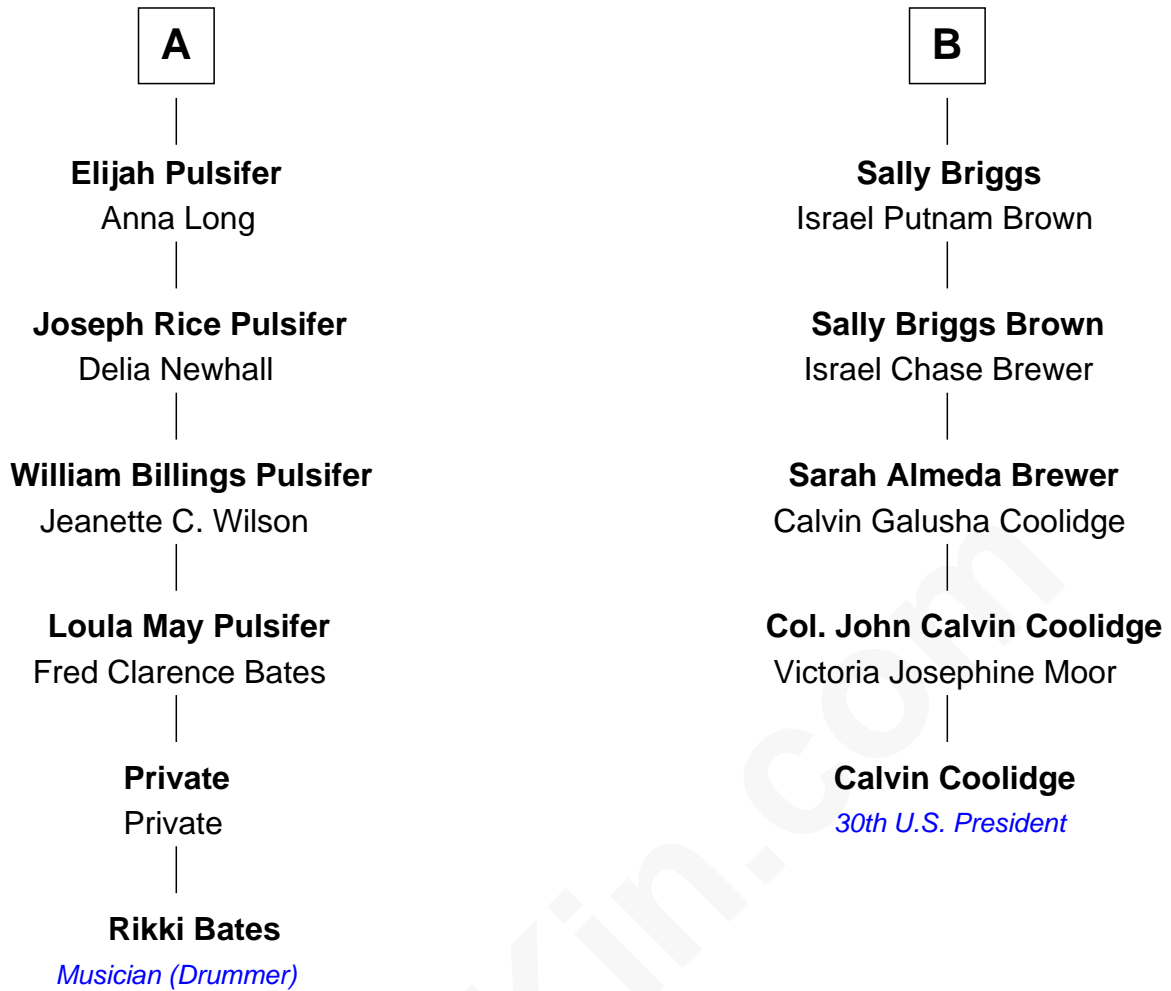 A
Elijah Pulsifer
Anna Long
Joseph Rice Pulsifer
Delia Newhall
William Billings Pulsifer
Jeanette C. Wilson
Loula May Pulsifer
Fred Clarence Bates
Private
Private
Rikki Bates
Musician (Drummer)
B
Sally Briggs
Israel Putnam Brown
Sally Briggs Brown
Israel Chase Brewer
Sarah Almeda Brewer
Calvin Galusha Coolidge
Col. John Calvin Coolidge
Victoria Josephine Moor
Calvin Coolidge
30th U.S. President
Kin.com